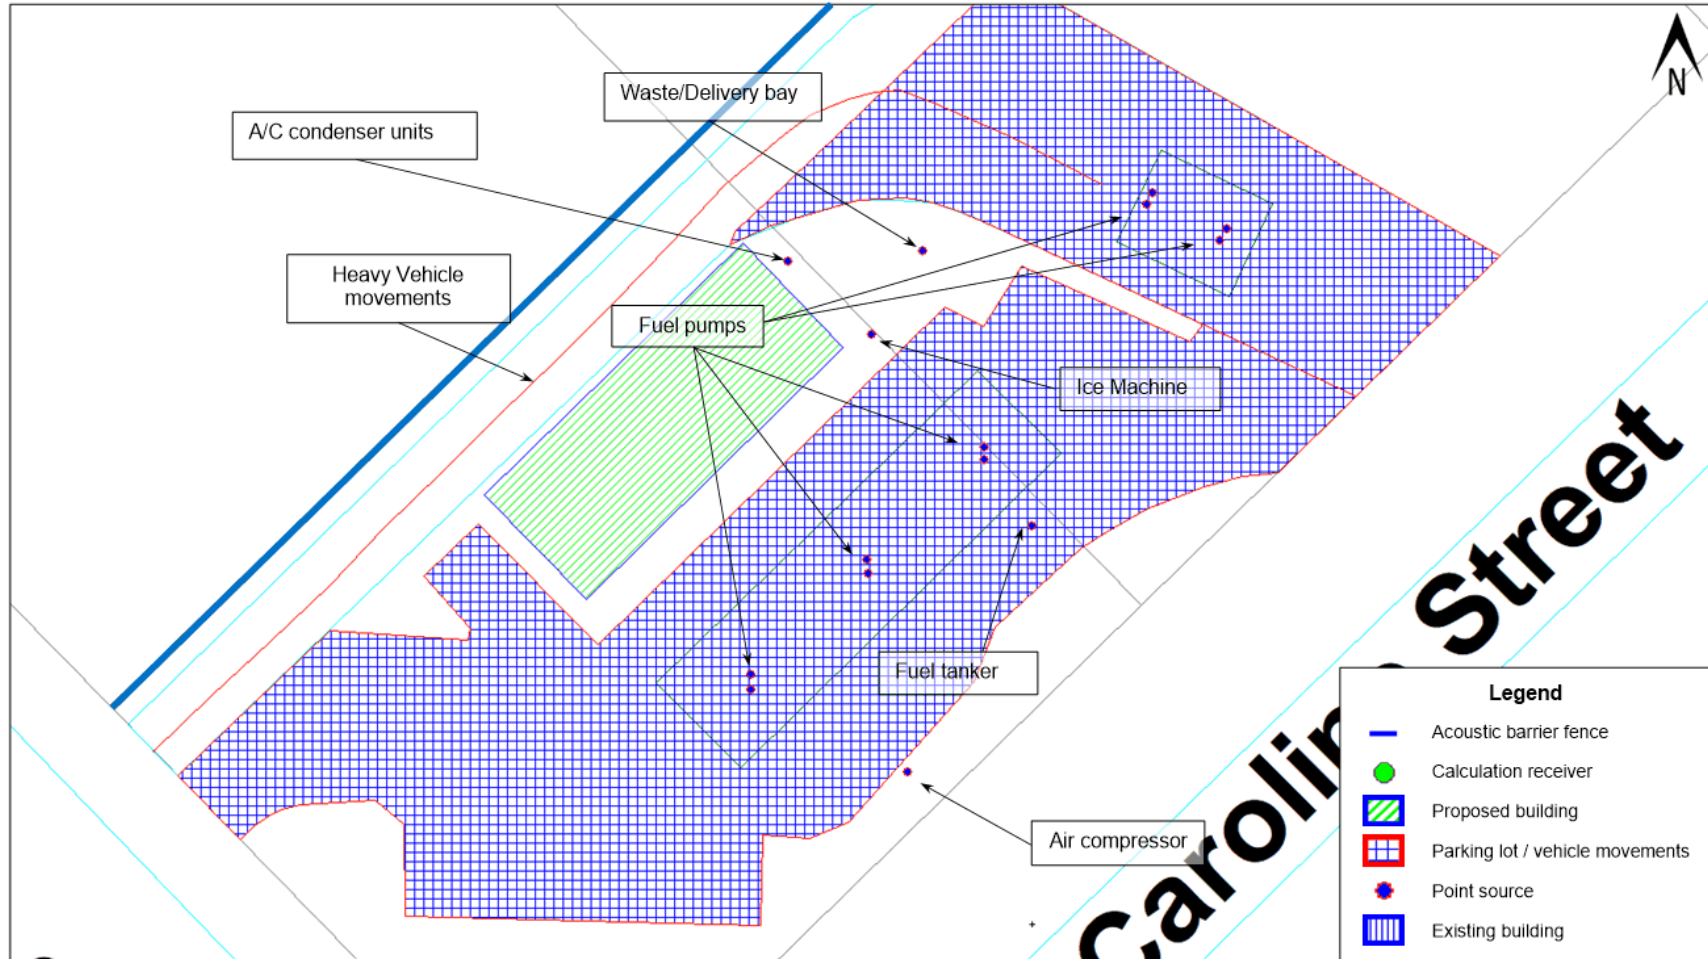 Waste/Delivery bay
N
A/C condenser units
Heavy Vehicle
movements
Fuel pumps
Ice Machine
Fuel tanker
Air compressor
Caroline Street
Legend
Acoustic barrier fence
Calculation receiver
Proposed building
Parking lot / vehicle movements
Point source
Existing building